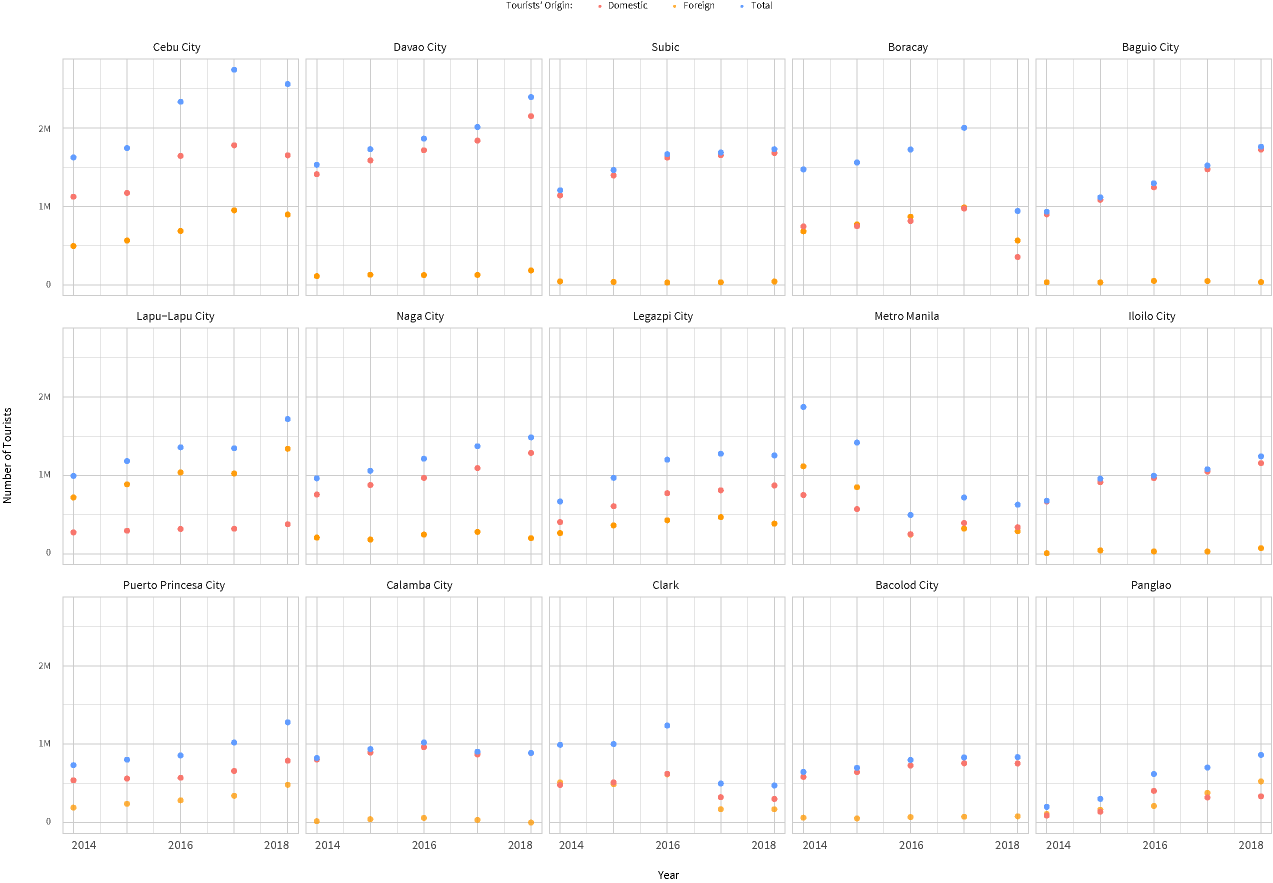 Tourists' Origin: Domestic Foreign Total
Cebu City Davao City Subic Boracay Baguio City
2M
1M
0
Lapu−Lapu City Naga City Legazpi City Metro Manila Iloilo City
2M
1M
0
Number of Tourists
Puerto Princesa City Calamba City Clark Bacolod City Panglao
2M
1M
0
2014 2016 2018 2014 2016 2018 2014 2016 2018 2014 2016 2018 2014 2016 2018
Year